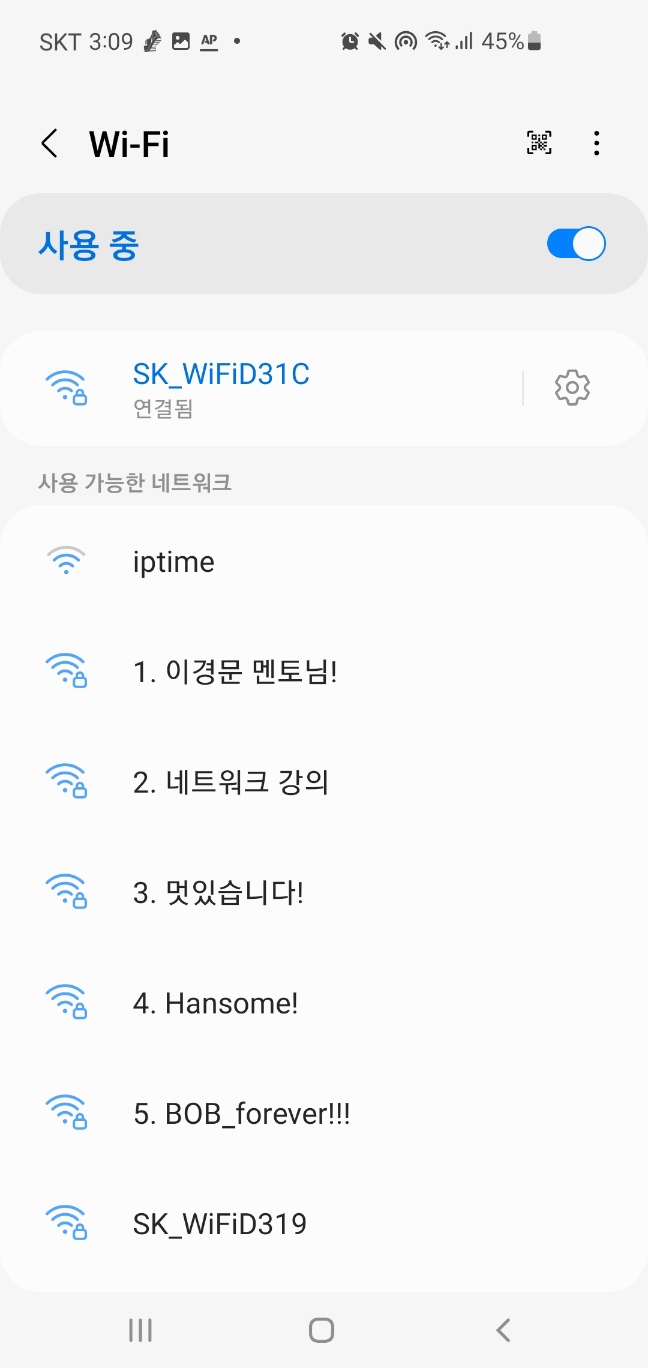 SKT 3:09 AP 45%
Wi-Fi
사용 중
SK_WiFiD31C
연결됨
사용 가능한 네트워크
iptime
1. 이경문 멘토님!
2. 네트워크 강의
3. 멋있습니다!
4. Hansome!
5. BOB_forever!!!
SK_WiFiD319